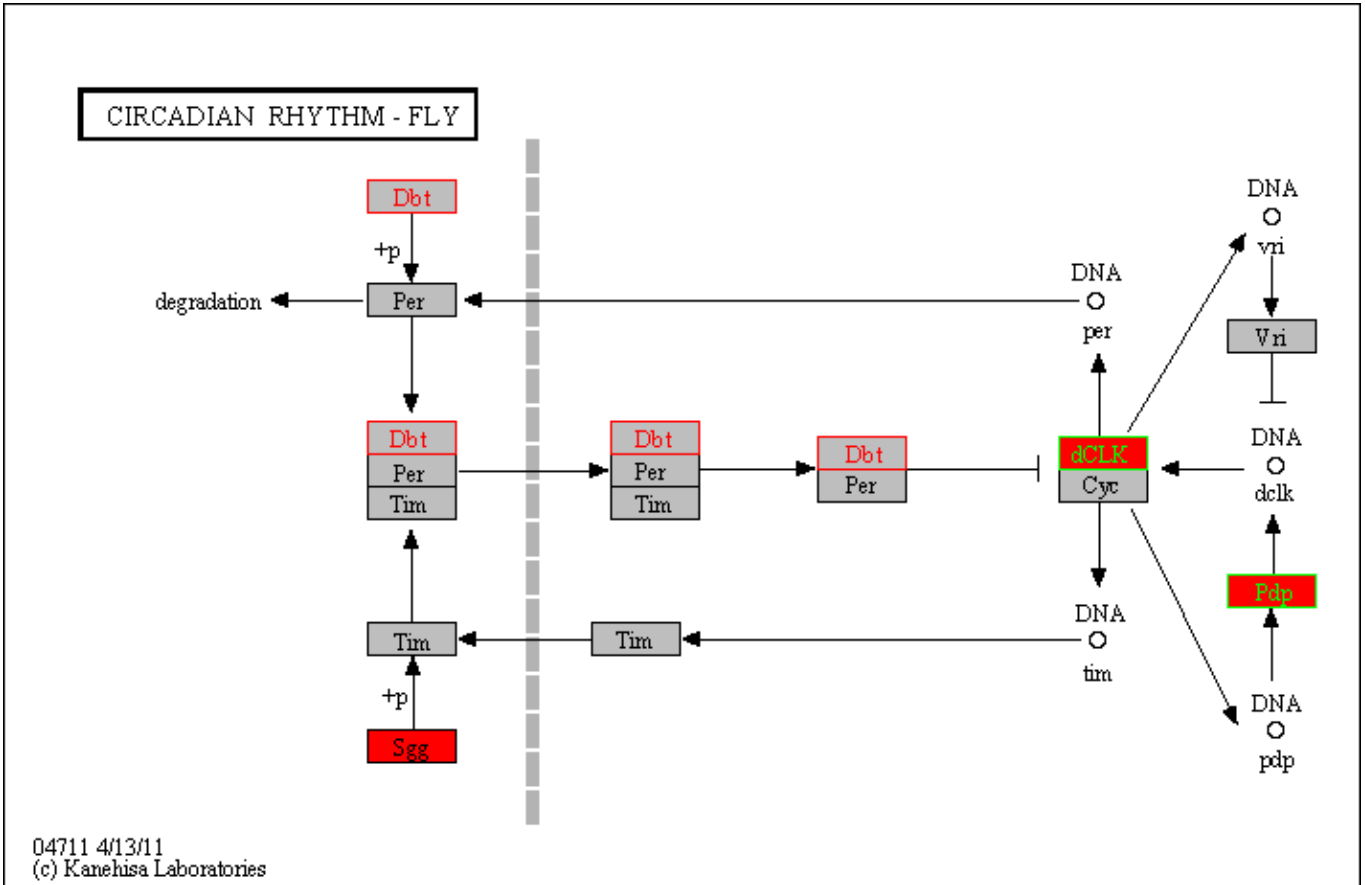 CIRCADIAN RHYTHM - FLY
Dbt
+p
degradation
Per
DNA
per
DNA
vri
Vri
Dbt
Per
Tim
Dbt
Per
Tim
Dbt
Per
dCLK
Cyc
DNA
dclk
Pdp
Tim
Tim
DNA
tim
+p
Sgg
DNA
pdp
04711 4/13/11
(c) Kanehisa Laboratories